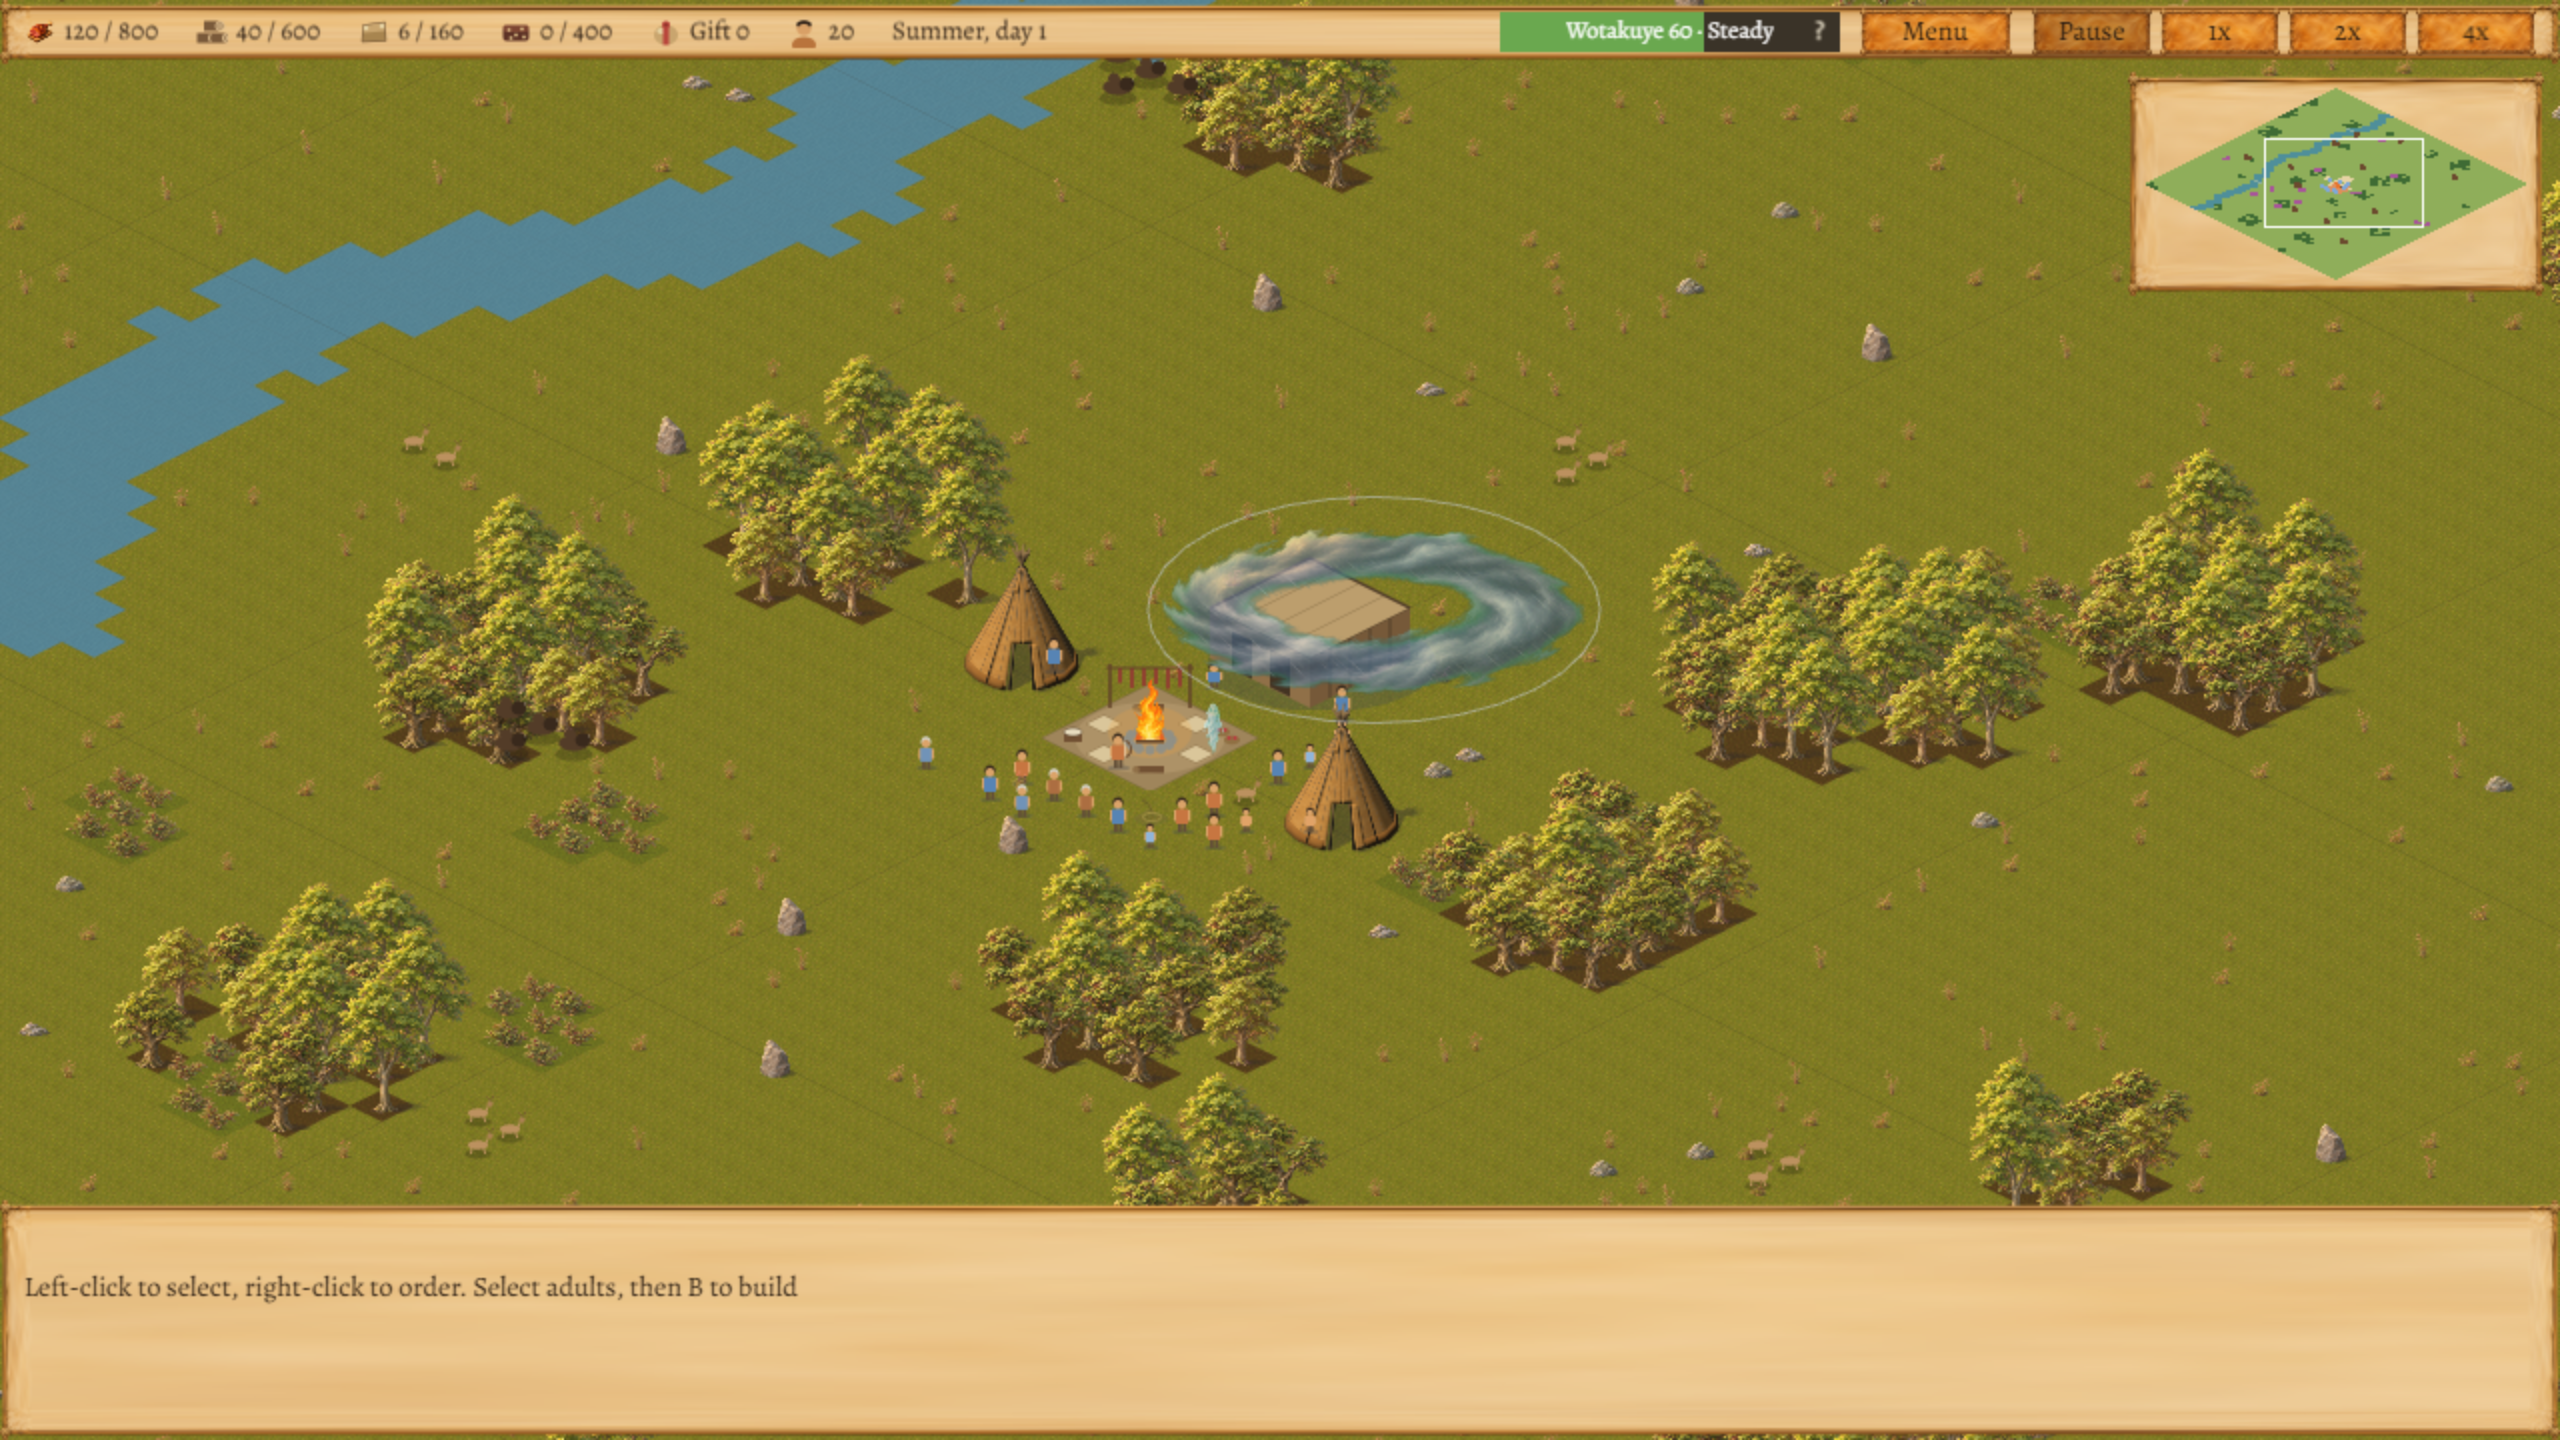 120 / 800 40 / 600 6 / 160 0 / 400 Gift 0 20 Summer, day 1 Wotakuye 60 · Steady ? Menu Pause 1x 2x 4x
Left-click to select, right-click to order. Select adults, then B to build